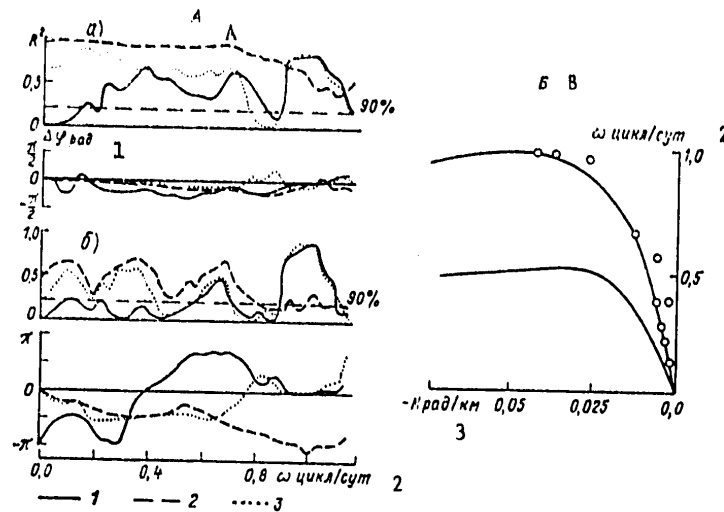 А
R² а) Λ
0,5
0
90%
Δφ рад
π/2
1
0
-π/2
1,0
б)
0,5
0
90%
π
0
-π
0,0 0,4 0,8 ω цикл/сут
2
1 2 3
Б В
ω цикл/сут
2
1,0
0,5
-К рад/км 0,05 0,025 0,0
3